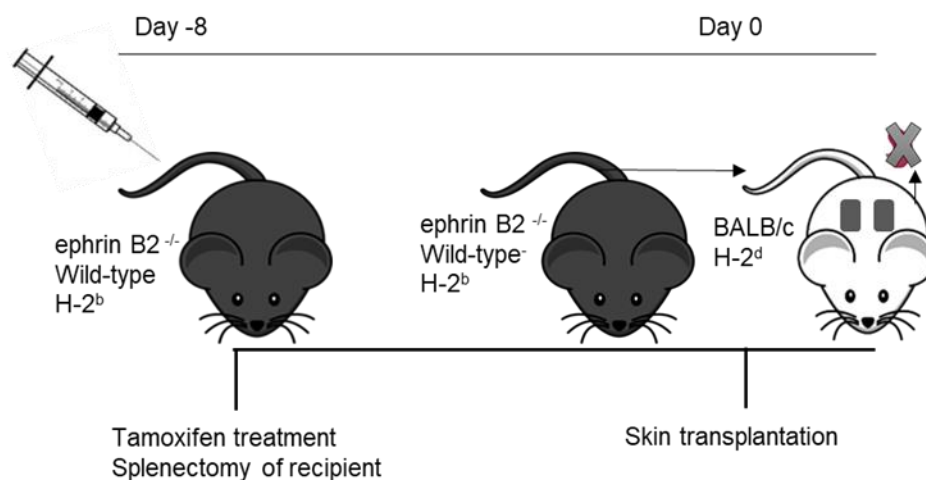 Day -8
Day 0
ephrin B2 -/-
Wild-type
H-2b
ephrin B2 -/-
Wild-type-
H-2b
BALB/c
H-2d
Tamoxifen treatment
Splenectomy of recipient
Skin transplantation